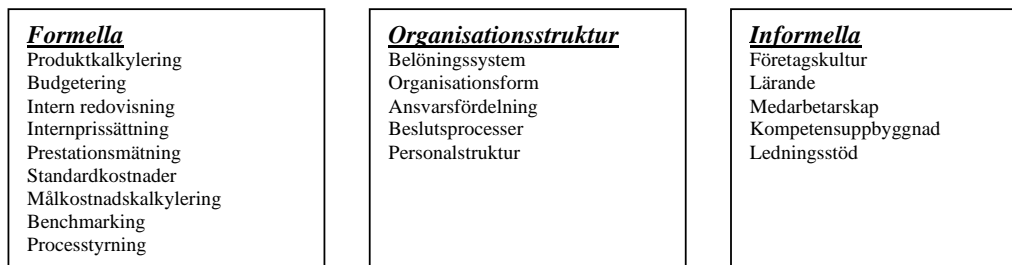 Formella
Produktkalkylering
Budgetering
Intern redovisning
Internprissättning
Prestationsmätning
Standardkostnader
Målkostnadskalkylering
Benchmarking
Processtyrning
Organisationsstruktur
Belöningssystem
Organisationsform
Ansvarsfördelning
Beslutsprocesser
Personalstruktur
Informella
Företagskultur
Lärande
Medarbetarskap
Kompetensuppbyggnad
Ledningsstöd